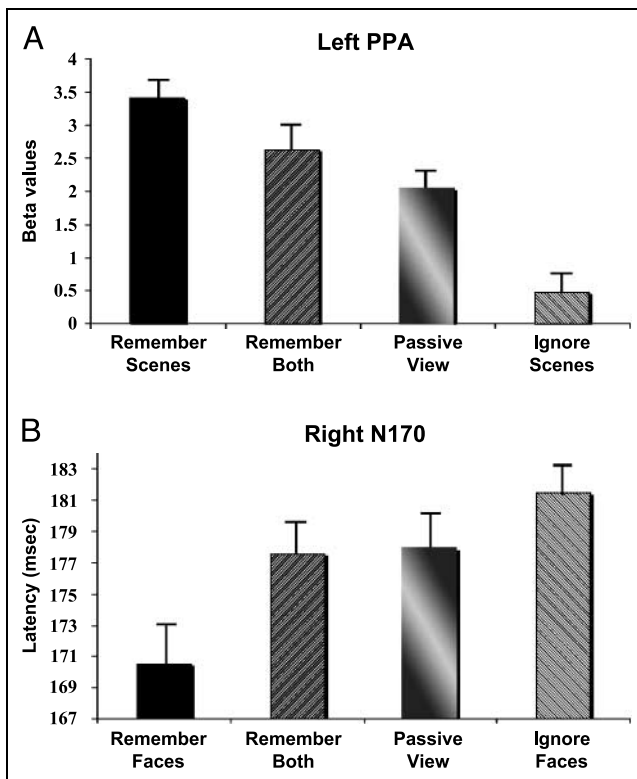 A
Left PPA
4
3.5
3
2.5
2
1.5
1
0.5
0
Beta values
Remember
Scenes
Remember
Both
Passive
View
Ignore
Scenes
B
Right N170
183
181
179
177
175
173
171
169
167
Latency (msec)
Remember
Faces
Remember
Both
Passive
View
Ignore
Faces